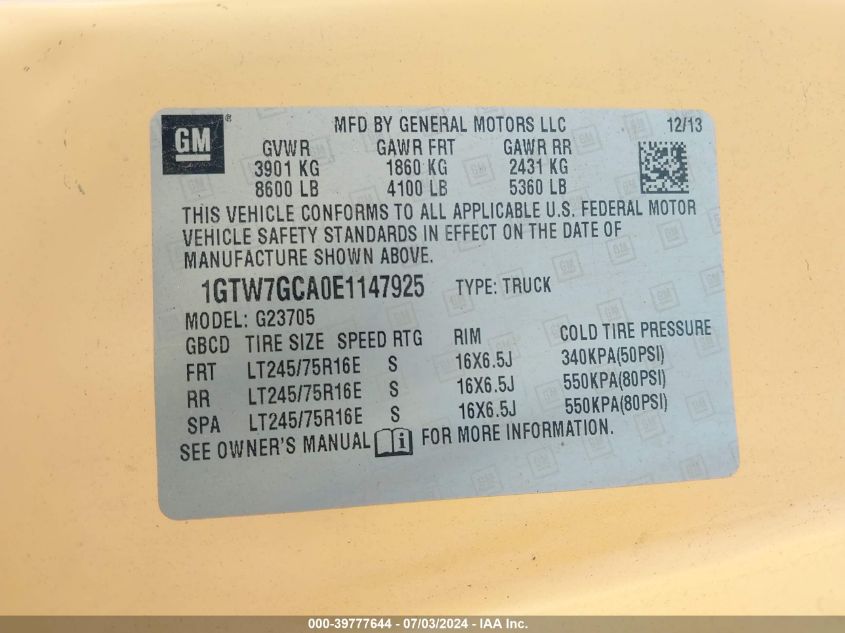 GM ® MFD BY GENERAL MOTORS LLC 12/13
GVWR GAWR FRT GAWR RR
3901 KG 1860 KG 2431 KG
8600 LB 4100 LB 5360 LB
THIS VEHICLE CONFORMS TO ALL APPLICABLE U.S. FEDERAL MOTOR
VEHICLE SAFETY STANDARDS IN EFFECT ON THE DATE OF
MANUFACTURE SHOWN ABOVE.
1GTW7GCA0E1147925 TYPE: TRUCK
MODEL: G23705
GBCD TIRE SIZE SPEED RTG RIM COLD TIRE PRESSURE
FRT LT245/75R16E S 16X6.5J 340KPA(50PSI)
RR LT245/75R16E S 16X6.5J 550KPA(80PSI)
SPA LT245/75R16E S 16X6.5J 550KPA(80PSI)
SEE OWNER'S MANUAL i FOR MORE INFORMATION.
000-39777644 - 07/03/2024 - IAA Inc.